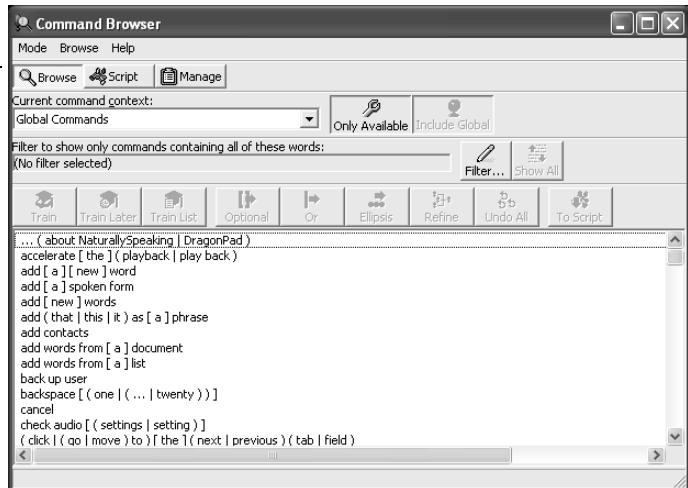 Command Browser
Mode Browse Help
Browse Script Manage
Current command context:
Global Commands
Only Available Include Global
Filter to show only commands containing all of these words:
(No filter selected)
Filter... Show All
Train Train Later Train List Optional Or Ellipsis Refine Undo All To Script
... ( about NaturallySpeaking | DragonPad )
accelerate [ the ] ( playback | play back )
add [ a ] [ new ] word
add [ a ] spoken form
add [ new ] words
add ( that | this | it ) as [ a ] phrase
add contacts
add words from [ a ] document
add words from [ a ] list
back up user
backspace [ ( one | ( ... | twenty ) ) ]
cancel
check audio [ ( settings | setting ) ]
( click | ( go | move ) to ) [ the ] ( next | previous ) ( tab | field )